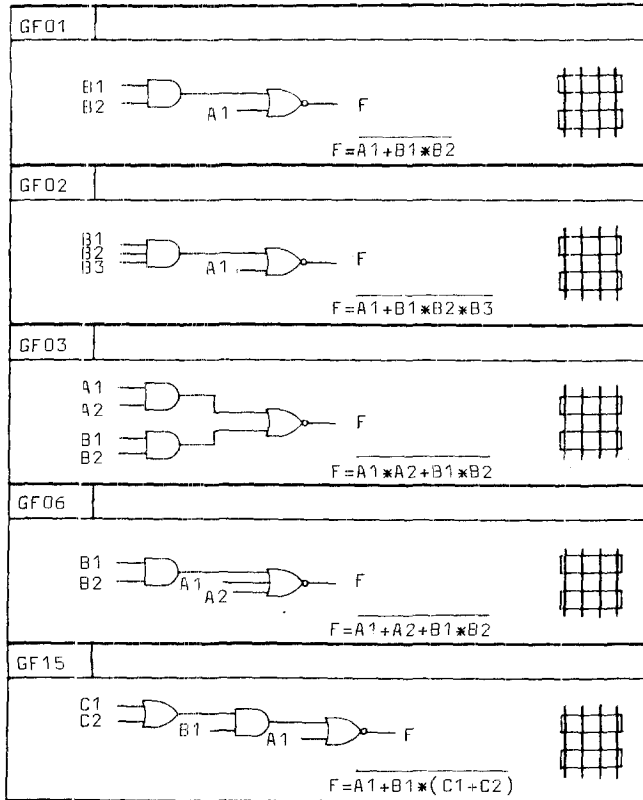 GF01
B1
B2
A1
F
F=A1+B1*B2
GF02
B1
B2
B3
A1
F
F=A1+B1*B2*B3
GF03
A1
A2
B1
B2
F
F=A1*A2+B1*B2
GF06
B1
B2
A1
A2
F
F=A1+A2+B1*B2
GF15
C1
C2
B1
A1
F
F=A1+B1*(C1+C2)